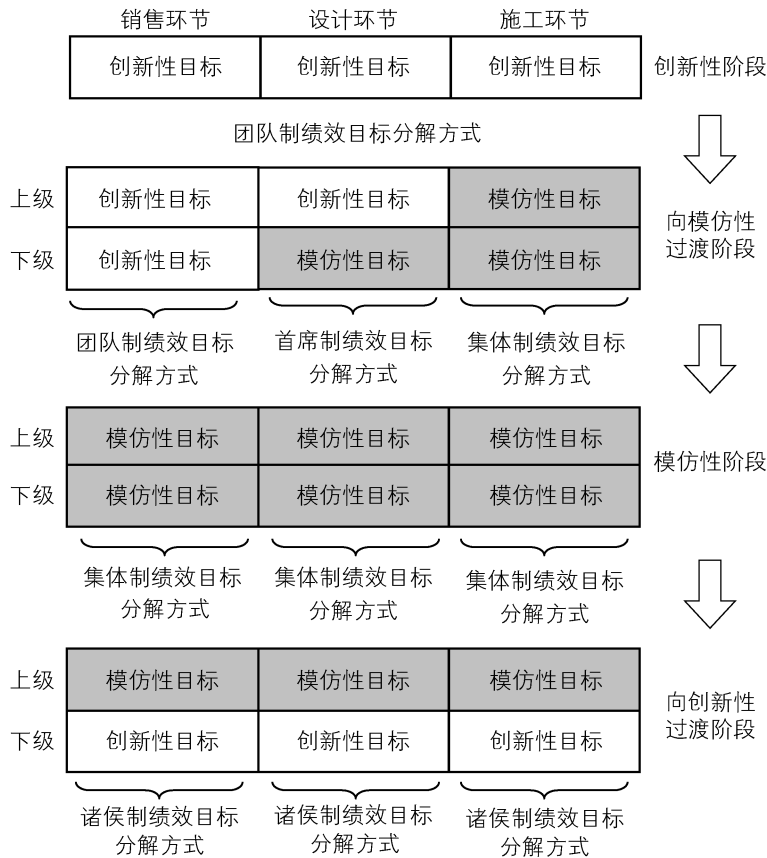 销售环节 设计环节 施工环节
创新性目标 创新性目标 创新性目标 创新性阶段
团队制绩效目标分解方式
上级 创新性目标 创新性目标 模仿性目标
向模仿性
过渡阶段
下级 创新性目标 模仿性目标 模仿性目标
团队制绩效目标
分解方式
首席制绩效目标
分解方式
集体制绩效目标
分解方式
上级 模仿性目标 模仿性目标 模仿性目标
模仿性阶段
下级 模仿性目标 模仿性目标 模仿性目标
集体制绩效目标
分解方式
集体制绩效目标
分解方式
集体制绩效目标
分解方式
上级 模仿性目标 模仿性目标 模仿性目标
向创新性
过渡阶段
下级 创新性目标 创新性目标 创新性目标
诸侯制绩效目标
分解方式
诸侯制绩效目标
分解方式
诸侯制绩效目标
分解方式